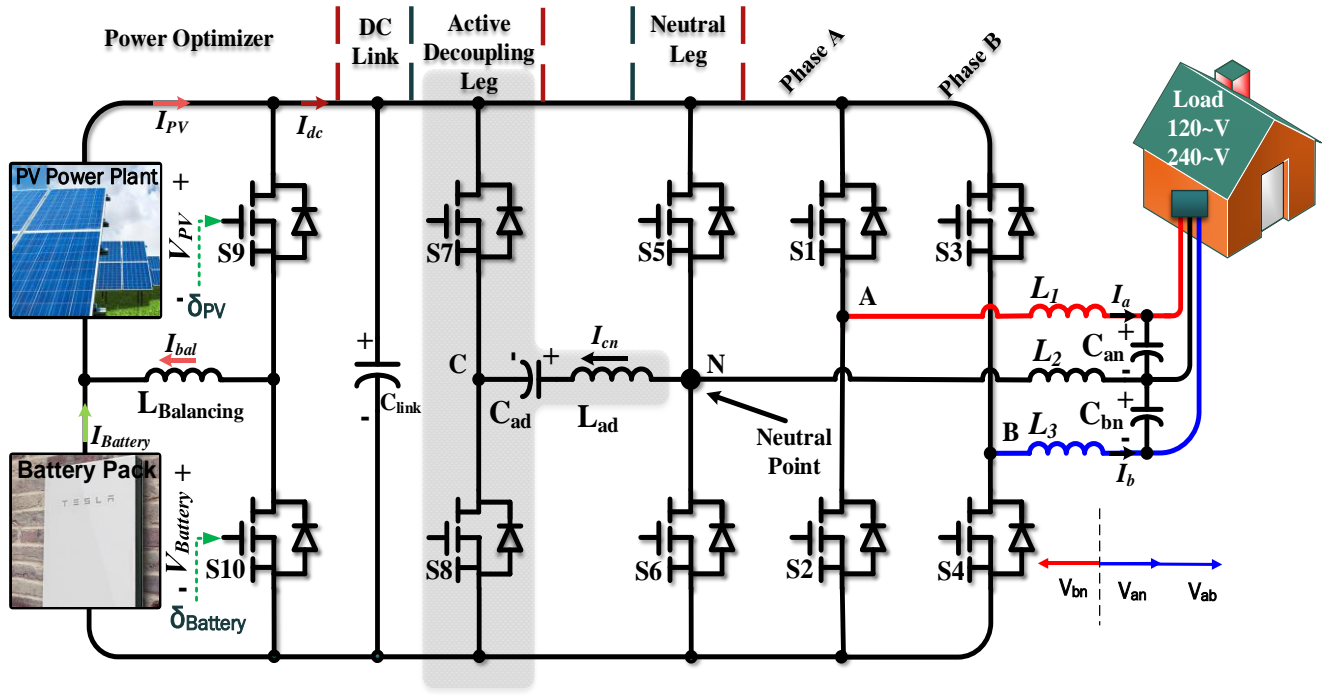 Power Optimizer
DC
Link
Active
Decoupling
Leg
Neutral
Leg
Phase A
Phase B
I_PV
I_dc
Load
120~V
240~V
PV Power Plant
+
V_PV
-
δ_PV
S9
S7
S5
S1
S3
A
L_1
I_a
I_bal
L_Balancing
+
C_link
-
C
-
+
C_ad
I_cn
L_ad
N
Neutral
Point
L_2
+
C_an
-
+
C_bn
-
B
L_3
I_b
I_Battery
Battery Pack
TESLA
+
V_Battery
-
δ_Battery
S10
S8
S6
S2
S4
V_bn
V_an
V_ab